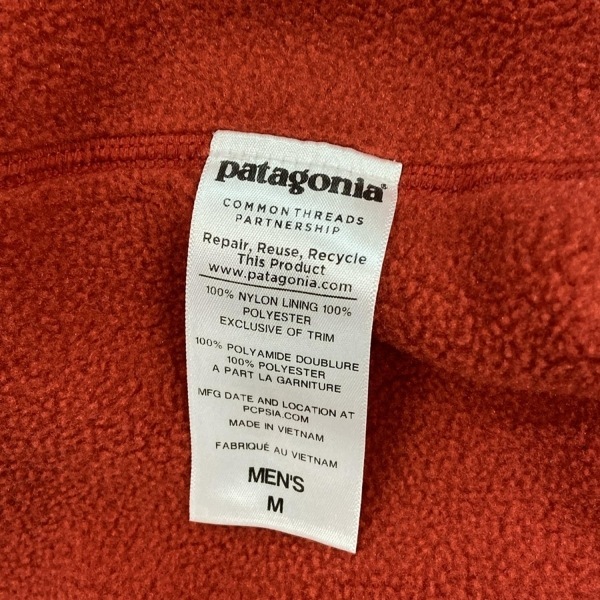 patagonia®
COMMON THREADS
PARTNERSHIP
Repair, Reuse, Recycle
This Product
www.patagonia.com
100% NYLON LINING 100%
POLYESTER
EXCLUSIVE OF TRIM
100% POLYAMIDE DOUBLURE
100% POLYESTER
A PART LA GARNITURE
MFG DATE AND LOCATION AT
PCPSIA.COM
MADE IN VIETNAM
FABRIQUÉ AU VIETNAM
MEN'S
M